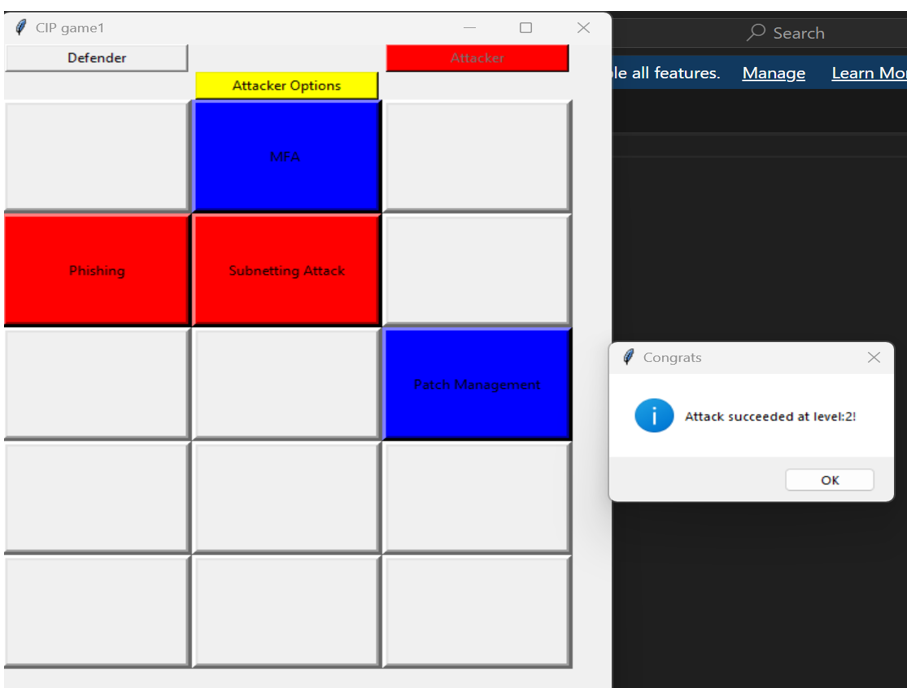 CIP game1
Search
Defender
Attacker
le all features. Manage Learn Mo
Attacker Options
MFA
Phishing
Subnetting Attack
Patch Management
Congrats
Attack succeeded at level:2!
OK